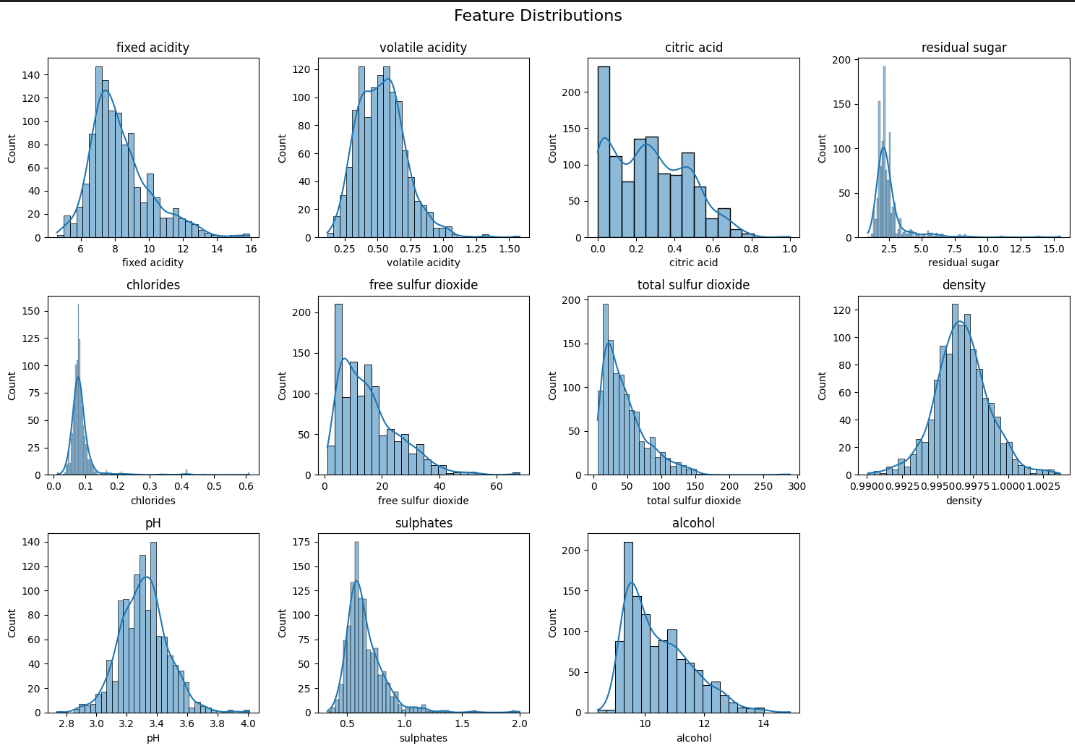 Feature Distributions
fixed acidity
volatile acidity
citric acid
residual sugar
Count
140
120
100
80
60
40
20
0
6 8 10 12 14 16
fixed acidity
Count
120
100
80
60
40
20
0
0.25 0.50 0.75 1.00 1.25 1.50
volatile acidity
Count
200
150
100
50
0
0.0 0.2 0.4 0.6 0.8 1.0
citric acid
Count
200
150
100
50
0
2.5 5.0 7.5 10.0 12.5 15.0
residual sugar
chlorides
free sulfur dioxide
total sulfur dioxide
density
Count
150
125
100
75
50
25
0
0.0 0.1 0.2 0.3 0.4 0.5 0.6
chlorides
Count
200
150
100
50
0
0 20 40 60
free sulfur dioxide
Count
200
150
100
50
0
0 50 100 150 200 250 300
total sulfur dioxide
Count
120
100
80
60
40
20
0
0.9900 0.9925 0.9950 0.9975 1.0000 1.0025
density
pH
sulphates
alcohol
Count
140
120
100
80
60
40
20
0
2.8 3.0 3.2 3.4 3.6 3.8 4.0
pH
Count
175
150
125
100
75
50
25
0
0.5 1.0 1.5 2.0
sulphates
Count
200
150
100
50
0
10 12 14
alcohol